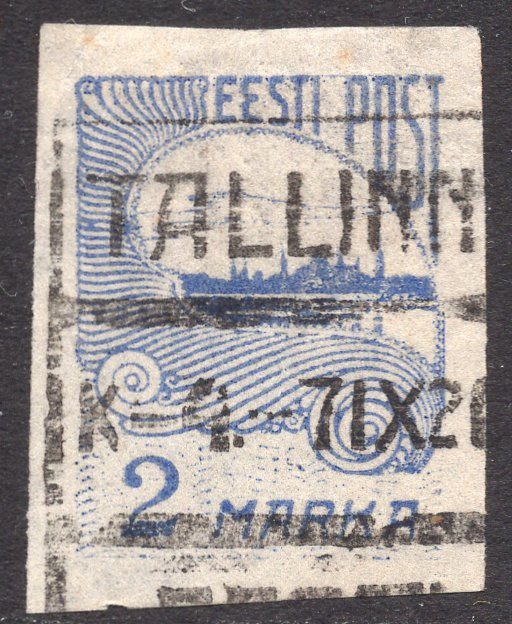 EESTI POST
TALLINN
K-4.-7IX20
2 MARKA